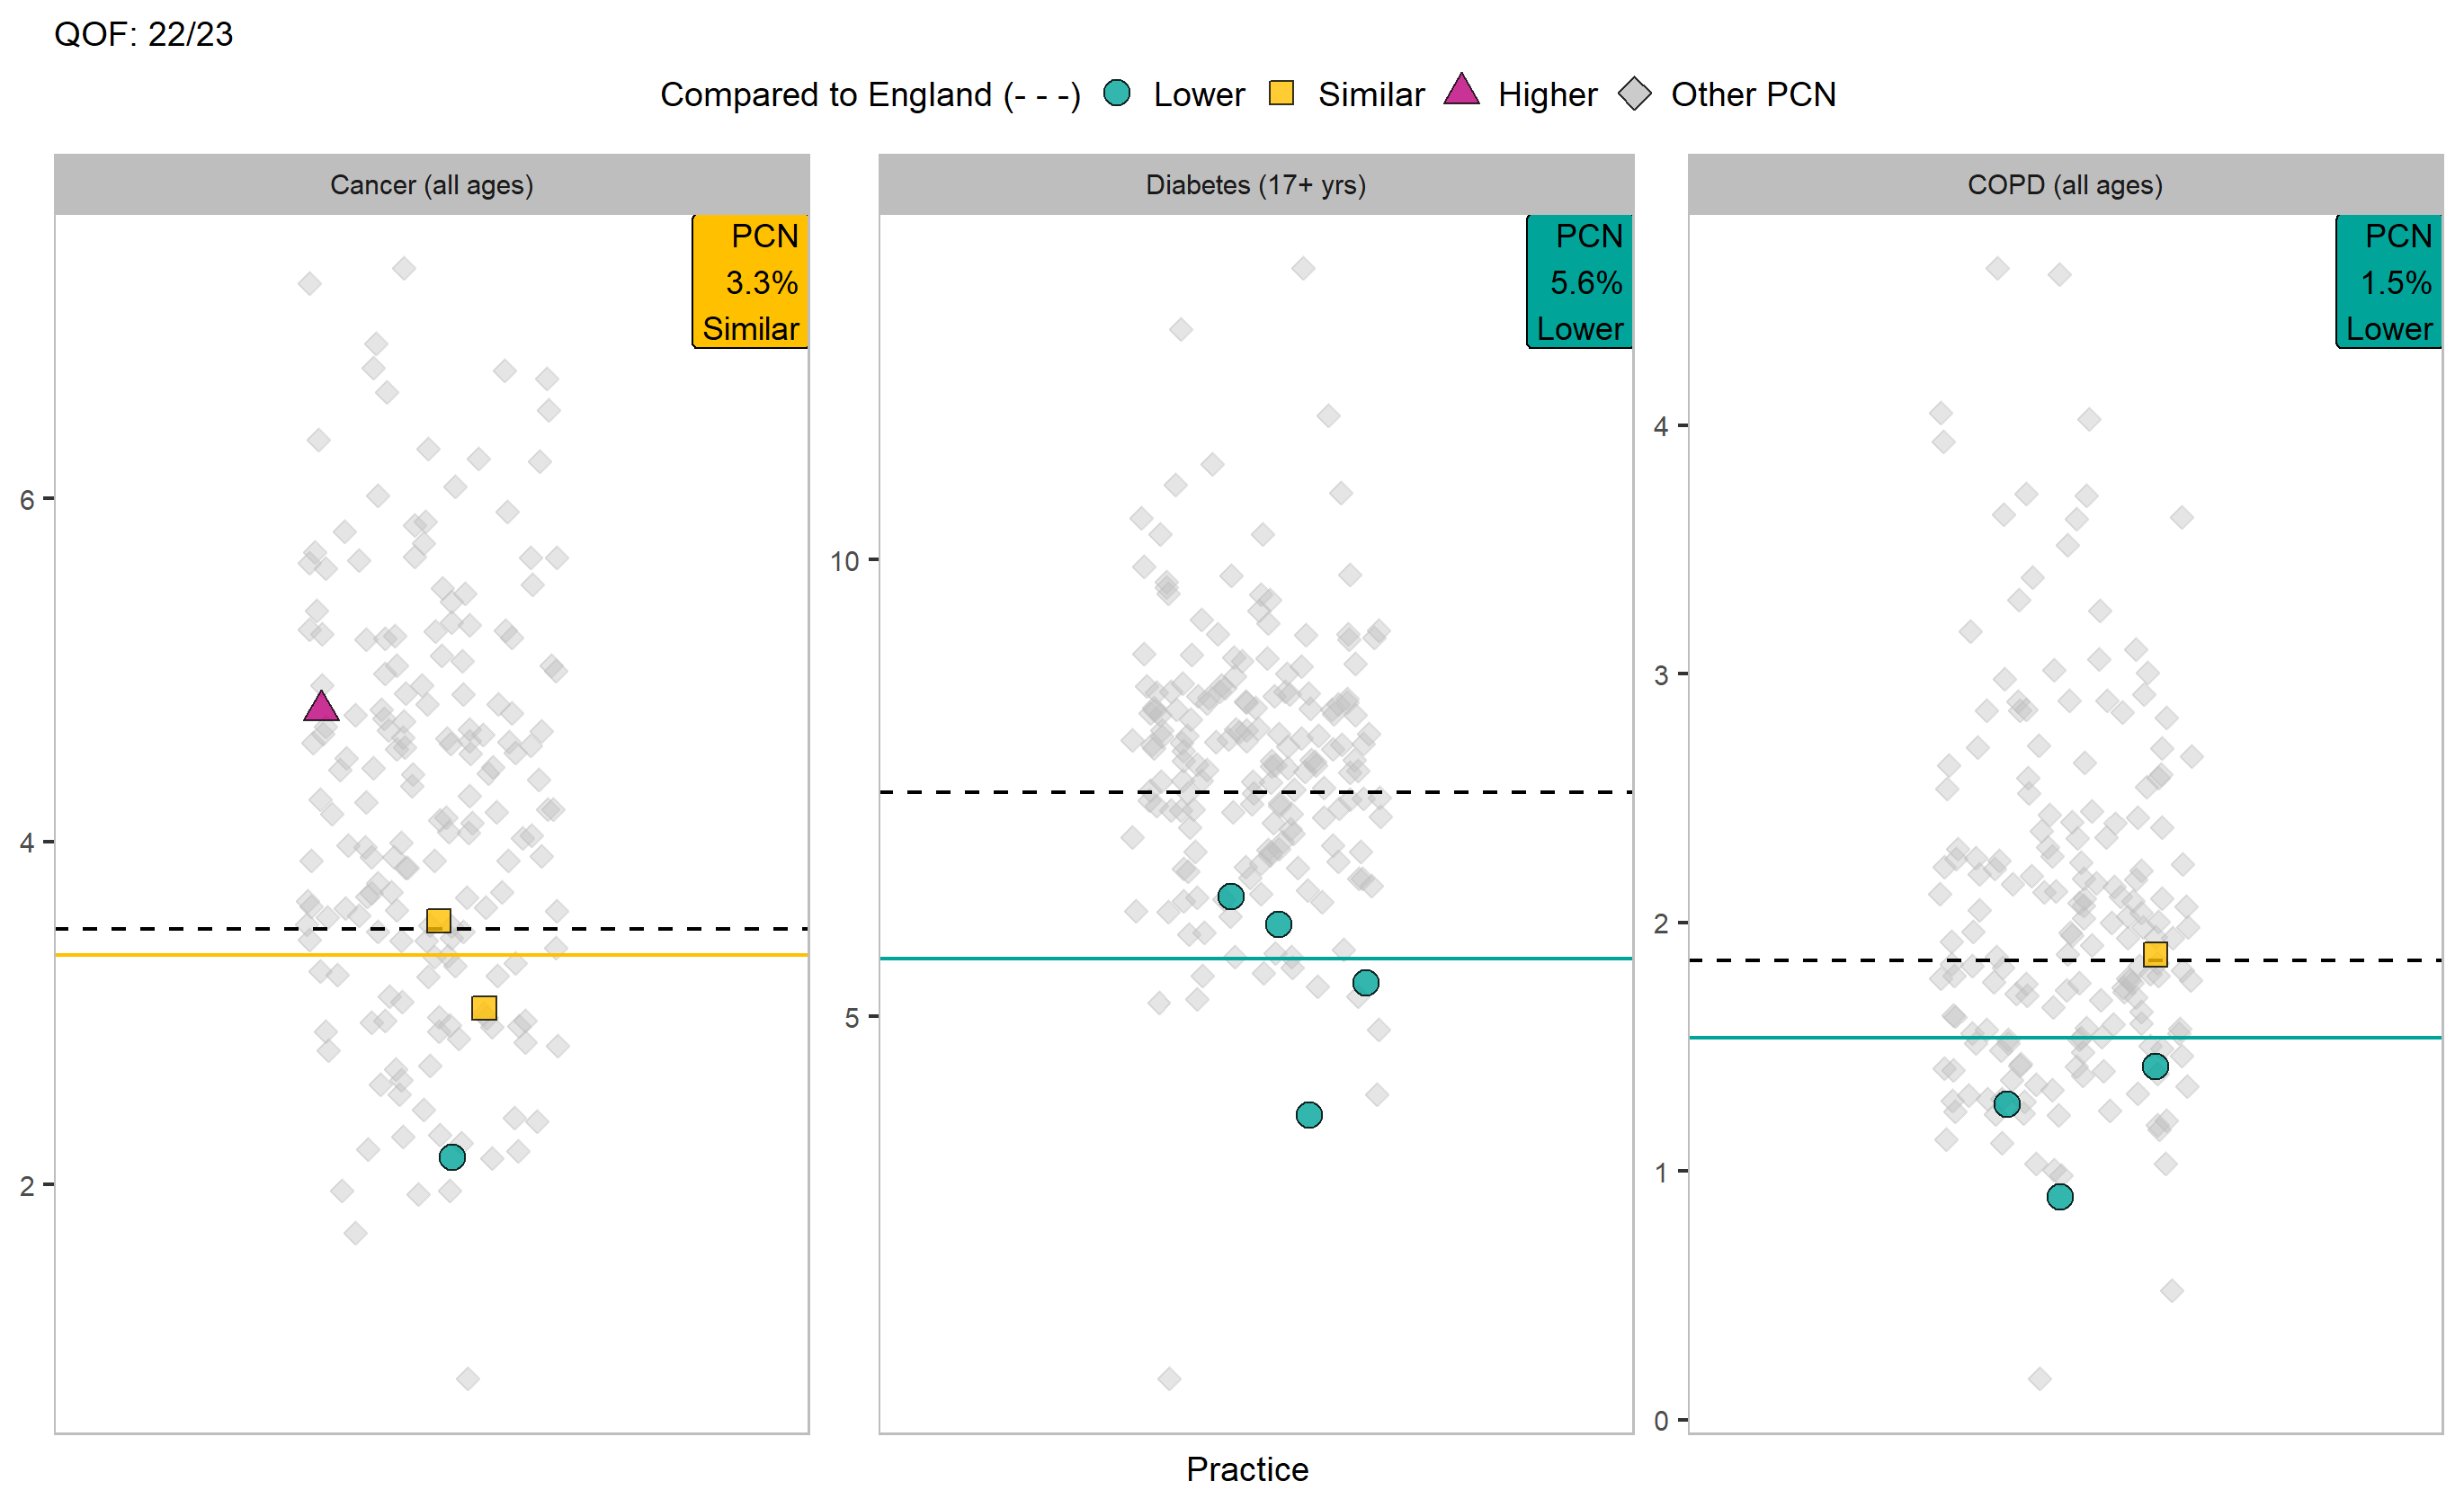 QOF: 22/23
Compared to England (- - -) Lower Similar Higher Other PCN
Cancer (all ages)
PCN
3.3%
Similar
6
4
2
Diabetes (17+ yrs)
PCN
5.6%
Lower
10
5
COPD (all ages)
PCN
1.5%
Lower
4
3
2
1
0
Practice